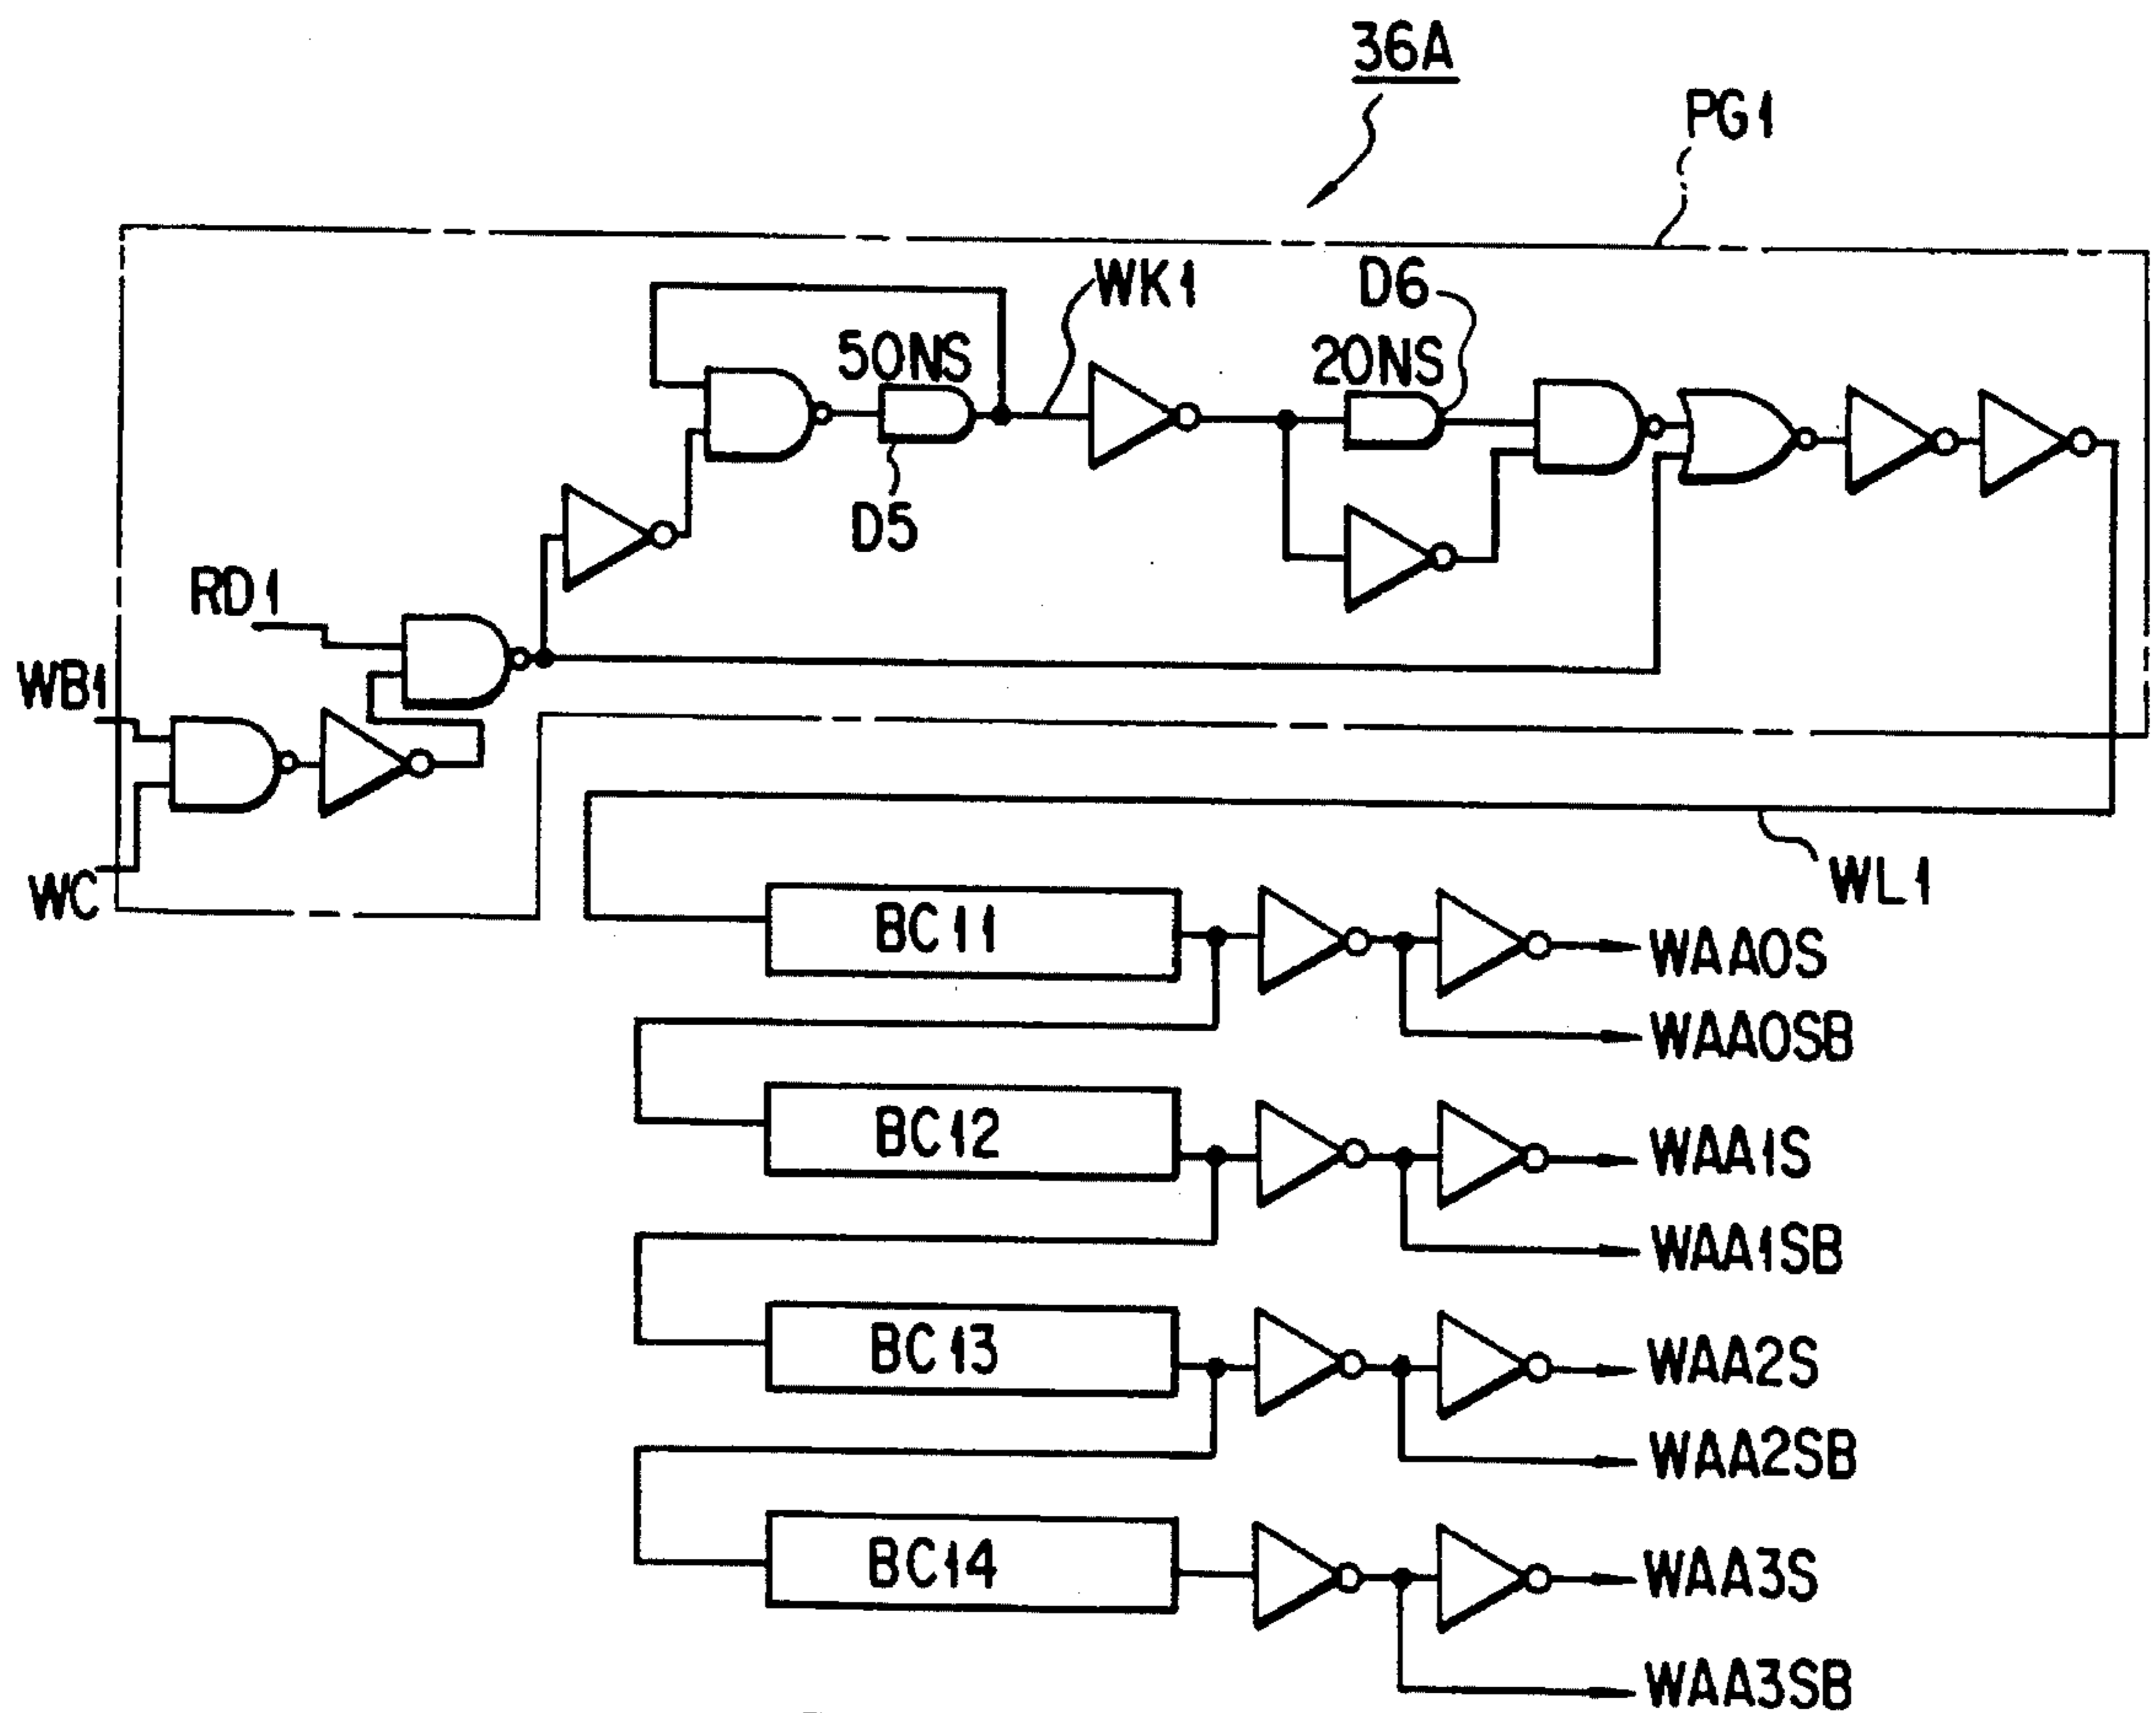 36A
PG1
WK1
D6
50NS
20NS
D5
RD1
WB1
WC
WL1
BC11
WAA0S
WAA0SB
BC12
WAA1S
WAA1SB
BC13
WAA2S
WAA2SB
BC14
WAA3S
WAA3SB